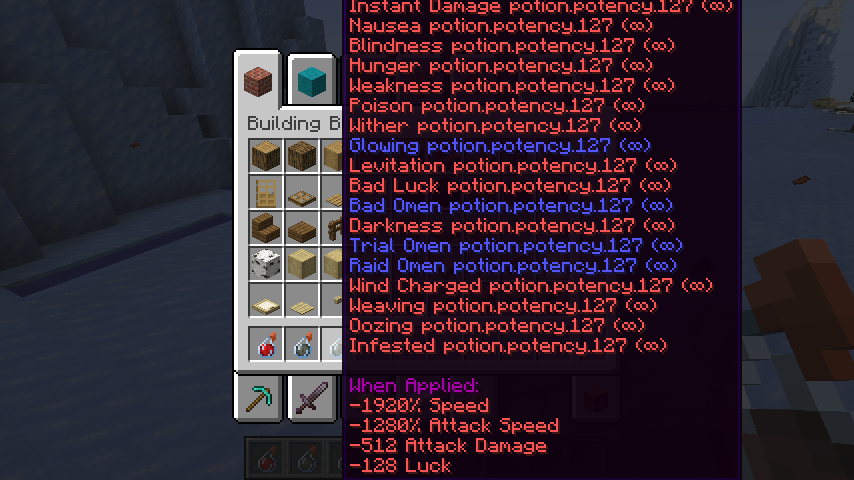 Instant Damage potion.potency.127 (∞)
Nausea potion.potency.127 (∞)
Blindness potion.potency.127 (∞)
Hunger potion.potency.127 (∞)
Weakness potion.potency.127 (∞)
Poison potion.potency.127 (∞)
Wither potion.potency.127 (∞)
Glowing potion.potency.127 (∞)
Levitation potion.potency.127 (∞)
Bad Luck potion.potency.127 (∞)
Bad Omen potion.potency.127 (∞)
Darkness potion.potency.127 (∞)
Trial Omen potion.potency.127 (∞)
Raid Omen potion.potency.127 (∞)
Wind Charged potion.potency.127 (∞)
Weaving potion.potency.127 (∞)
Oozing potion.potency.127 (∞)
Infested potion.potency.127 (∞)
When Applied:
-1920% Speed
-1280% Attack Speed
-512 Attack Damage
-128 Luck
Building B